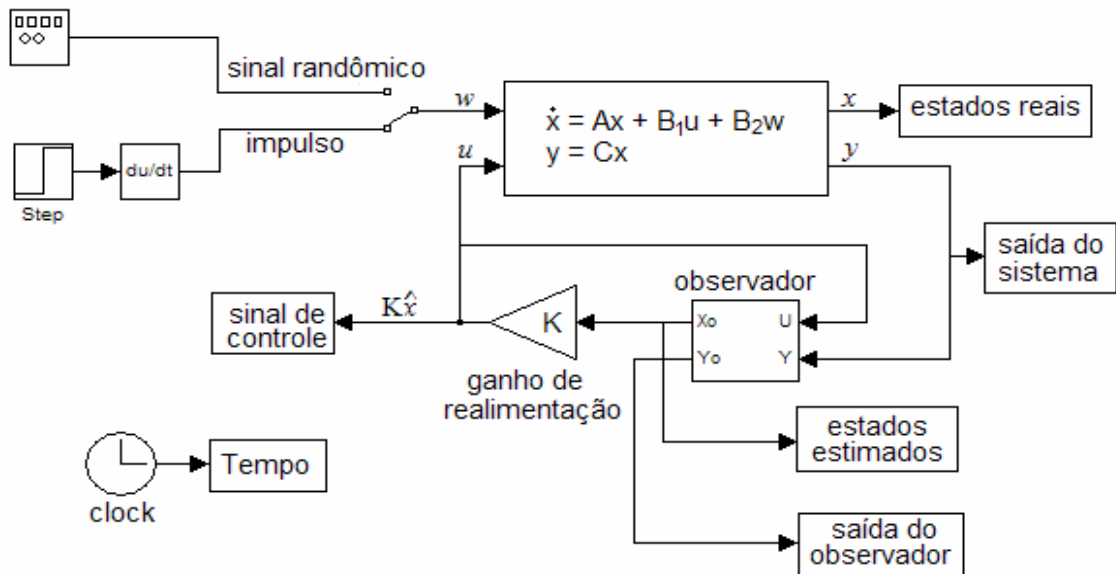 sinal randômico
impulso
Step
du/dt
w
u
ẋ = Ax + B₁u + B₂w
y = Cx
x
y
estados reais
saída do
sistema
observador
Xo
U
Yo
Y
K
ganho de
realimentação
Kx̂
sinal de
controle
estados
estimados
saída do
observador
Tempo
clock